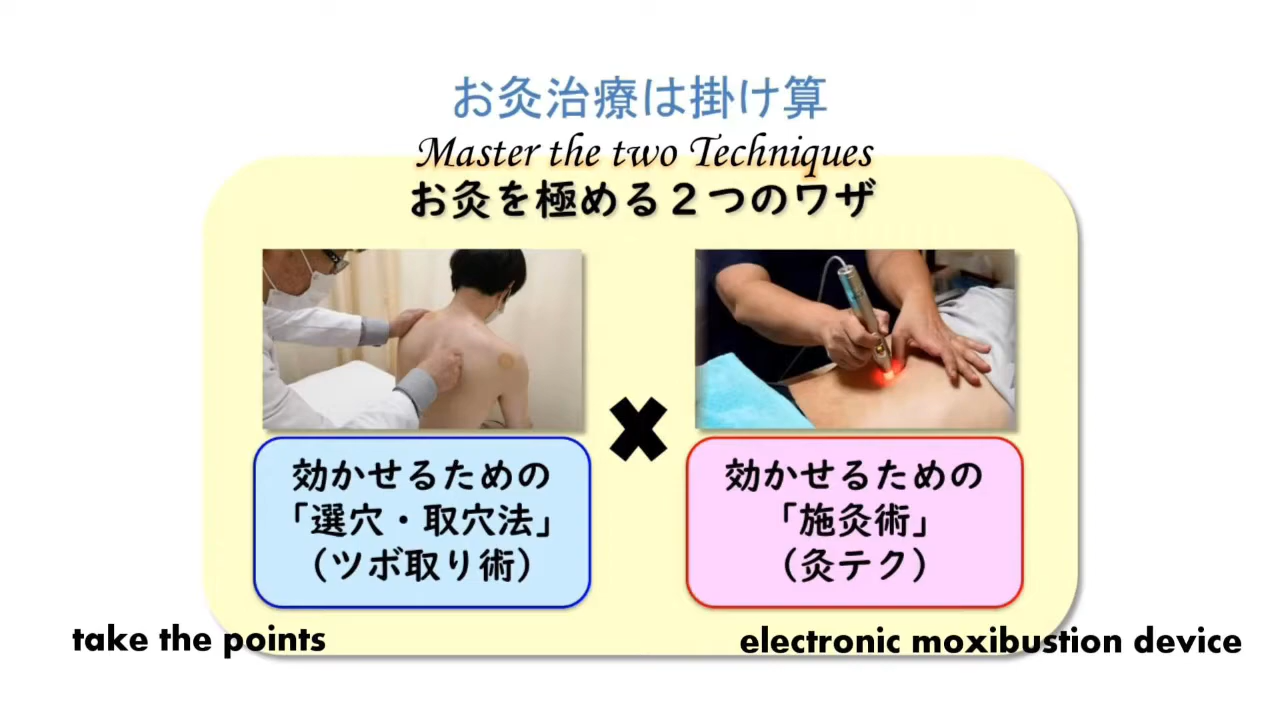 お灸治療は掛け算
Master the two Techniques
お灸を極める２つのワザ
効かせるための
「選穴・取穴法」
（ツボ取り術）
効かせるための
「施灸術」
（灸テク）
take the points
electronic moxibustion device